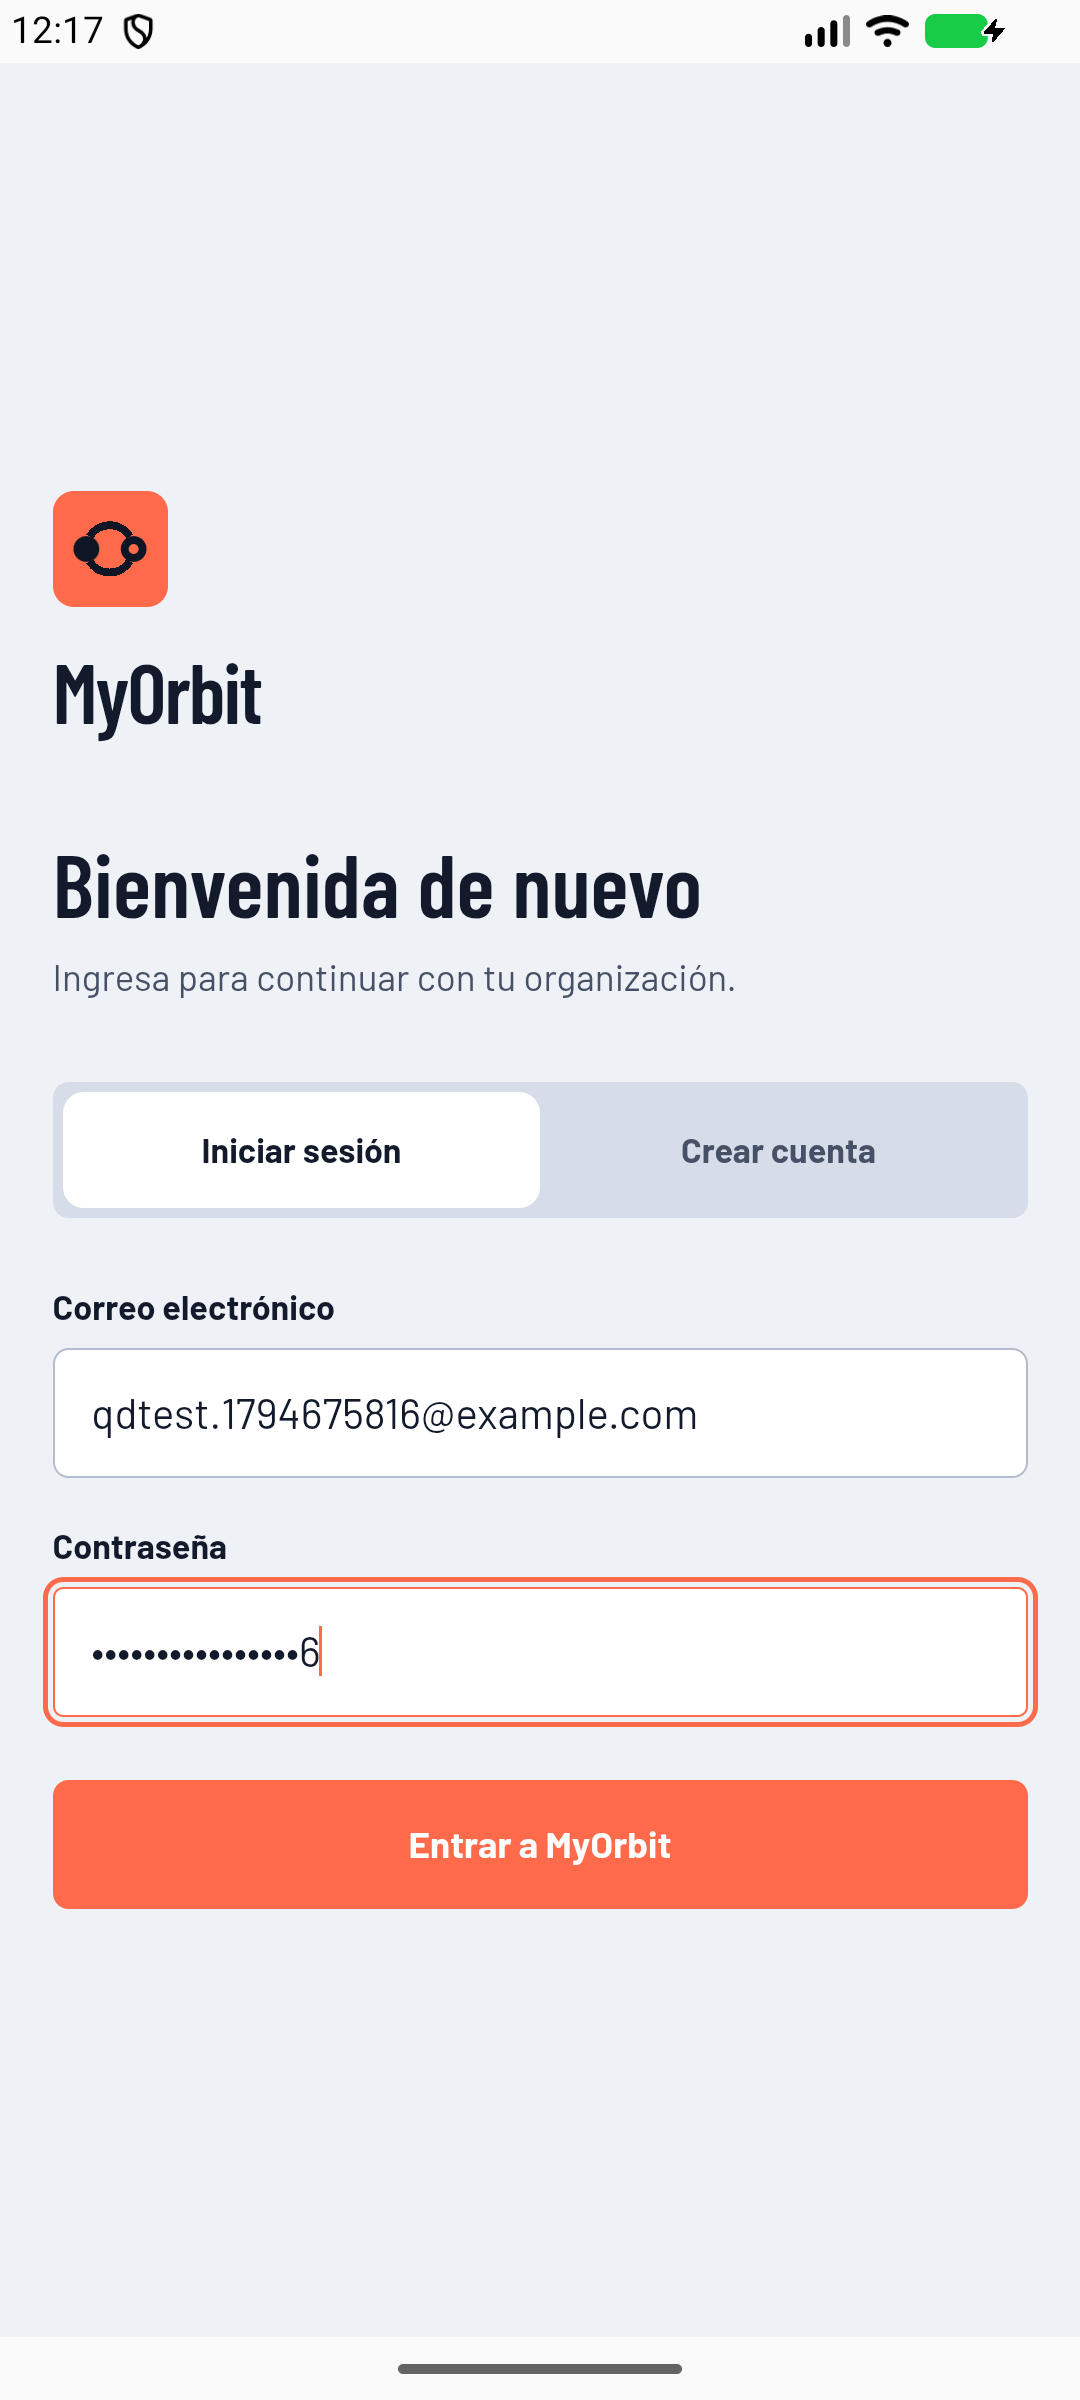 12:17
MyOrbit
Bienvenida de nuevo
Ingresa para continuar con tu organización.
Iniciar sesión
Crear cuenta
Correo electrónico
qdtest.1794675816@example.com
Contraseña
••••••••••••••••6
Entrar a MyOrbit